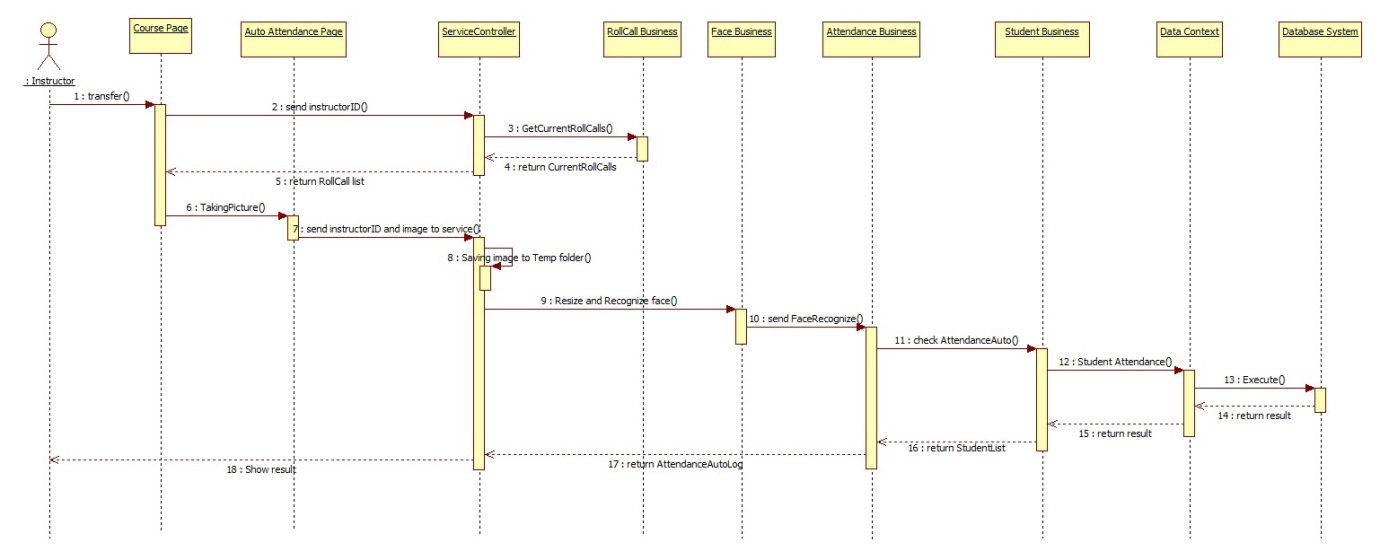 Course Page
Auto Attendance Page
ServiceController
RollCall Business
Face Business
Attendance Business
Student Business
Data Context
Database System
: Instructor
1 : transfer()
2 : send instructorID()
3 : GetCurrentRollCalls()
4 : return CurrentRollCalls
5 : return RollCall list
6 : TakingPicture()
7 : send instructorID and image to service()
8 : Saving image to Temp folder()
9 : Resize and Recognize face()
10 : send FaceRecognize()
11 : check AttendanceAuto()
12 : Student Attendance()
13 : Execute()
14 : return result
15 : return result
16 : return StudentList
17 : return AttendanceAutoLog
18 : Show result